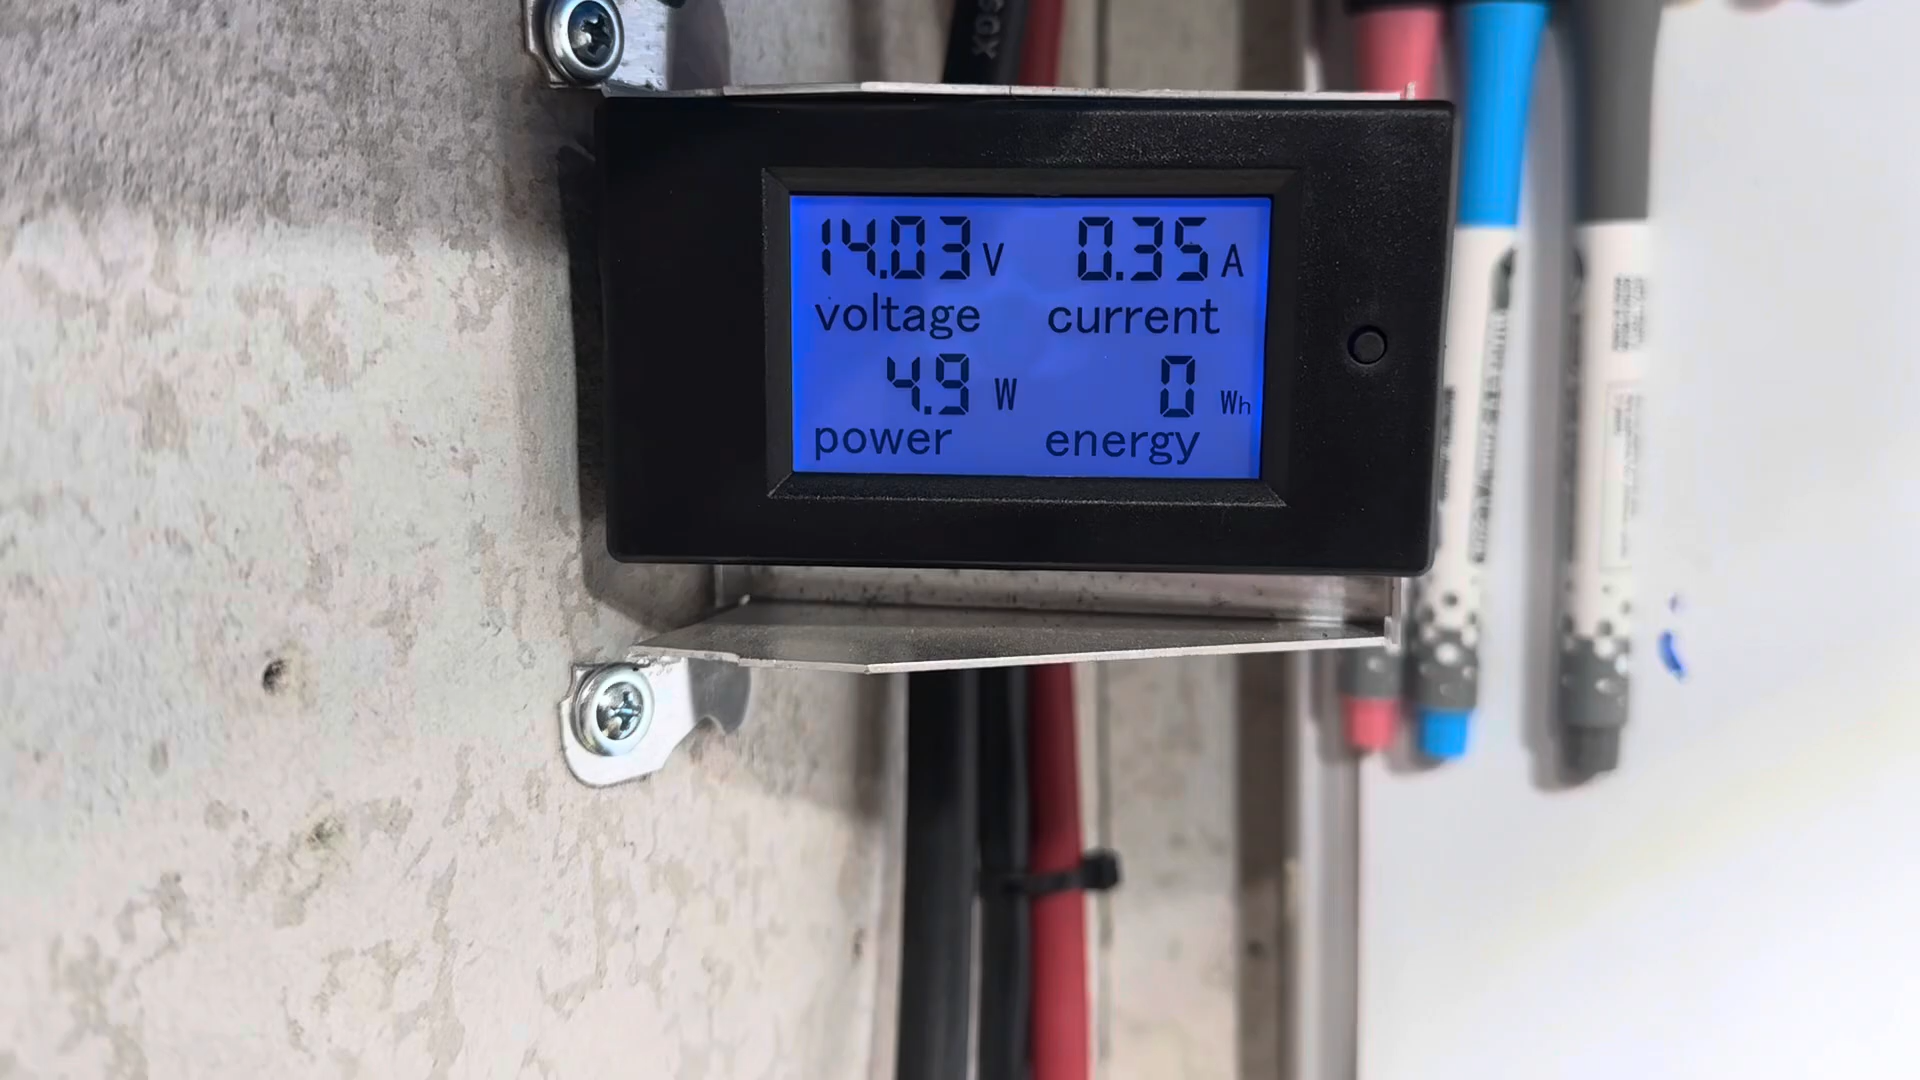 14.03 V 0.35 A
voltage current
4.9 W 0 Wh
power energy